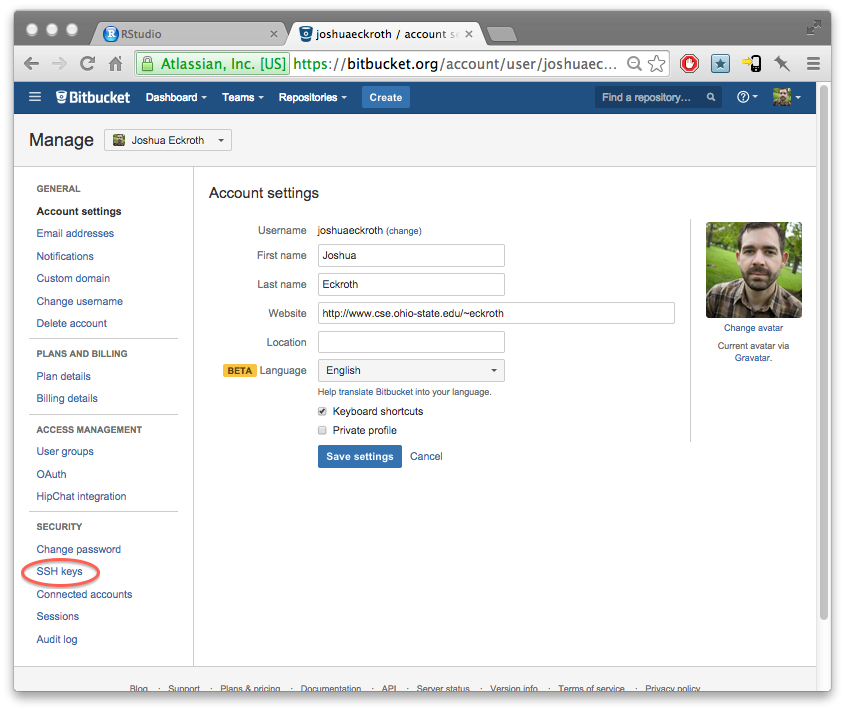 RStudio
joshuaeckroth / account se
Atlassian, Inc. [US] https://bitbucket.org/account/user/joshuaec...
Bitbucket Dashboard Teams Repositories Create Find a repository...
Manage Joshua Eckroth
GENERAL
Account settings
Email addresses
Notifications
Custom domain
Change username
Delete account
PLANS AND BILLING
Plan details
Billing details
ACCESS MANAGEMENT
User groups
OAuth
HipChat integration
SECURITY
Change password
SSH keys
Connected accounts
Sessions
Audit log
Account settings
Username joshuaeckroth (change)
First name Joshua
Last name Eckroth
Website http://www.cse.ohio-state.edu/~eckroth
Location
BETA Language English
Help translate Bitbucket into your language.
Keyboard shortcuts
Private profile
Save settings Cancel
Change avatar
Current avatar via
Gravatar.
Blog · Support · Plans & pricing · Documentation · API · Server status · Version info · Terms of service · Privacy policy